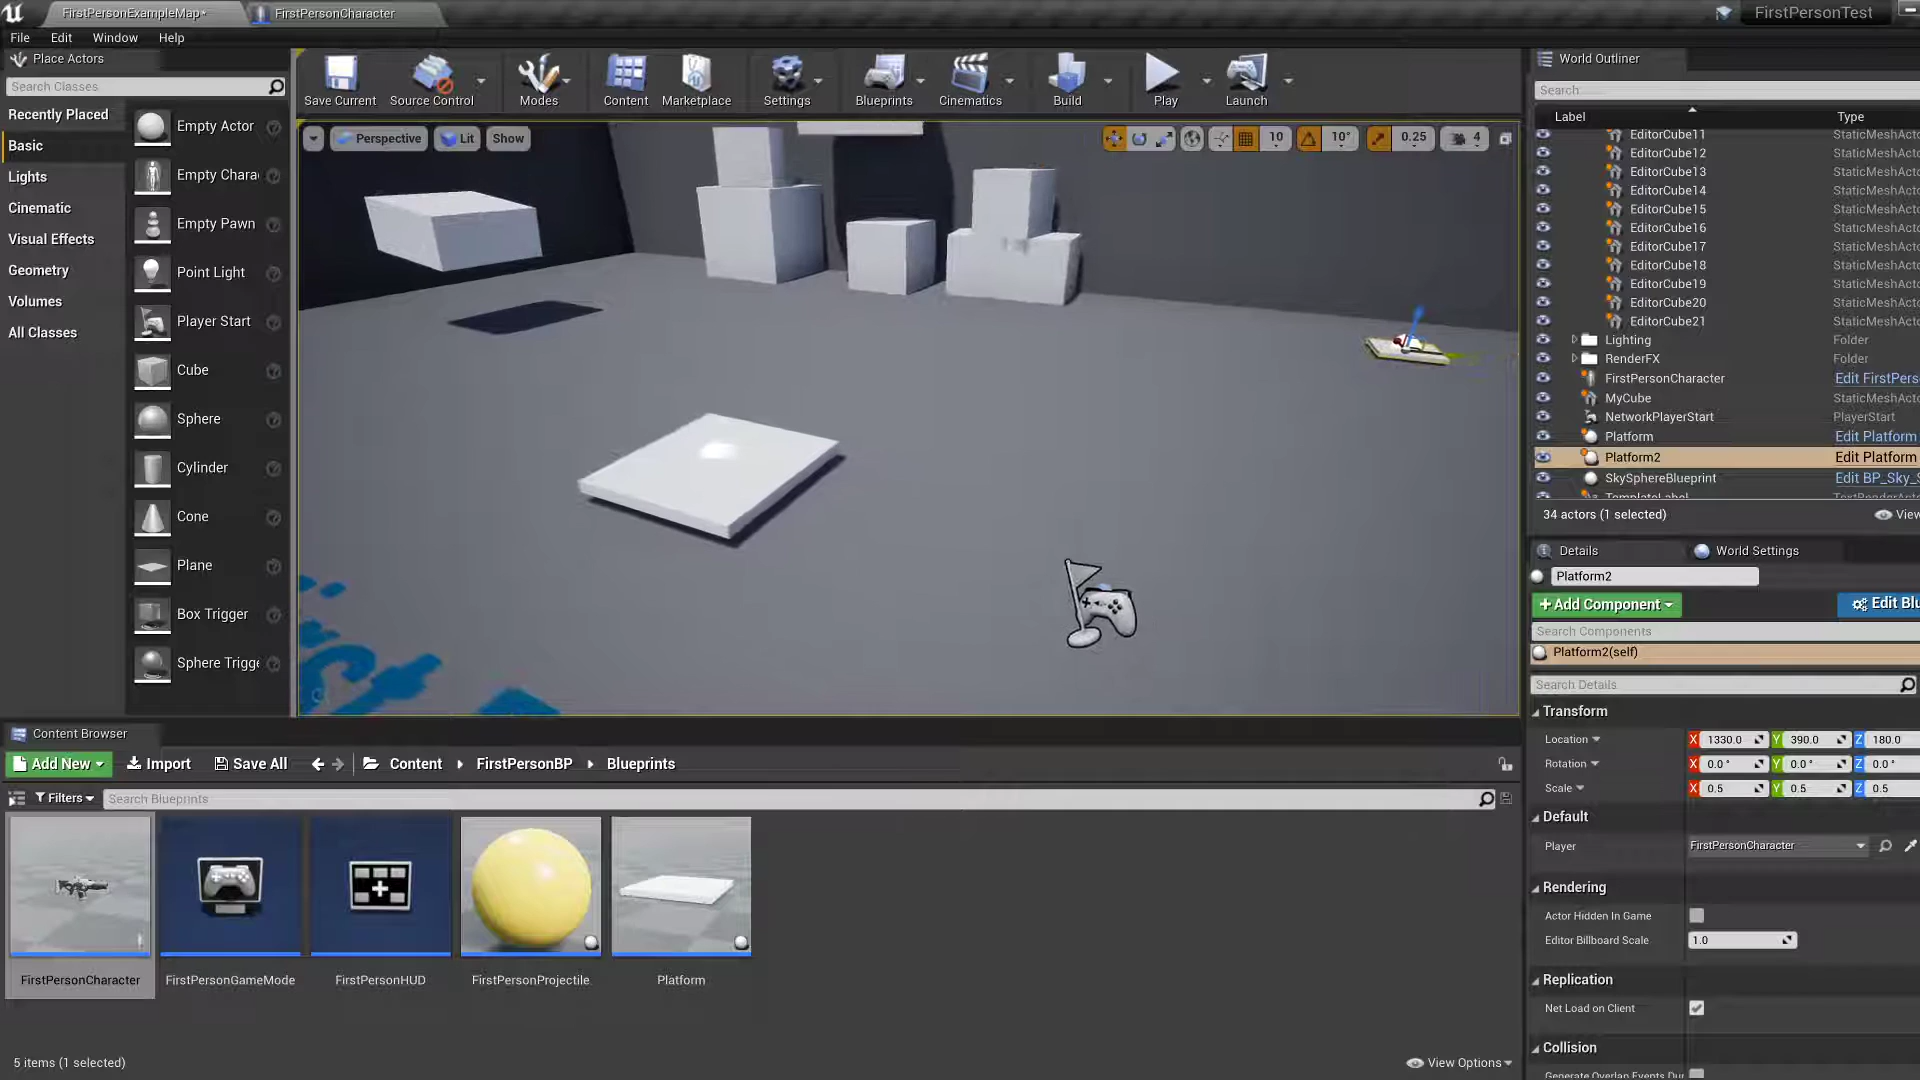 FirstPersonExampleMap*
FirstPersonCharacter
FirstPersonTest
File Edit Window Help
Place Actors
Search Classes
Recently Placed
Basic
Lights
Cinematic
Visual Effects
Geometry
Volumes
All Classes
Empty Actor
Empty Chara
Empty Pawn
Point Light
Player Start
Cube
Sphere
Cylinder
Cone
Plane
Box Trigger
Sphere Trigge
Save Current
Source Control
Modes
Content
Marketplace
Settings
Blueprints
Cinematics
Build
Play
Launch
Perspective
Lit
Show
10
10°
0.25
4
World Outliner
Search...
Label Type
EditorCube11 StaticMeshActo
EditorCube12 StaticMeshActo
EditorCube13 StaticMeshActo
EditorCube14 StaticMeshActo
EditorCube15 StaticMeshActo
EditorCube16 StaticMeshActo
EditorCube17 StaticMeshActo
EditorCube18 StaticMeshActo
EditorCube19 StaticMeshActo
EditorCube20 StaticMeshActo
EditorCube21 StaticMeshActo
Lighting Folder
RenderFX Folder
FirstPersonCharacter Edit FirstPers
MyCube StaticMeshActo
NetworkPlayerStart PlayerStart
Platform Edit Platform
Platform2 Edit Platform
SkySphereBlueprint Edit BP_Sky_S
TemplateLabel TextRenderActo
34 actors (1 selected)
View
Details
World Settings
Platform2
+Add Component
Edit Blu
Search Components
Platform2(self)
Search Details
Transform
Location X 1330.0 Y 390.0 Z 180.0
Rotation X 0.0° Y 0.0° Z 0.0°
Scale X 0.5 Y 0.5 Z 0.5
Default
Player FirstPersonCharacter
Rendering
Actor Hidden In Game
Editor Billboard Scale 1.0
Replication
Net Load on Client
Collision
Generate Overlap Events Du
Content Browser
Add New
Import
Save All
Content
FirstPersonBP
Blueprints
Filters
Search Blueprints
FirstPersonCharacter
FirstPersonGameMode
FirstPersonHUD
FirstPersonProjectile
Platform
5 items (1 selected)
View Options